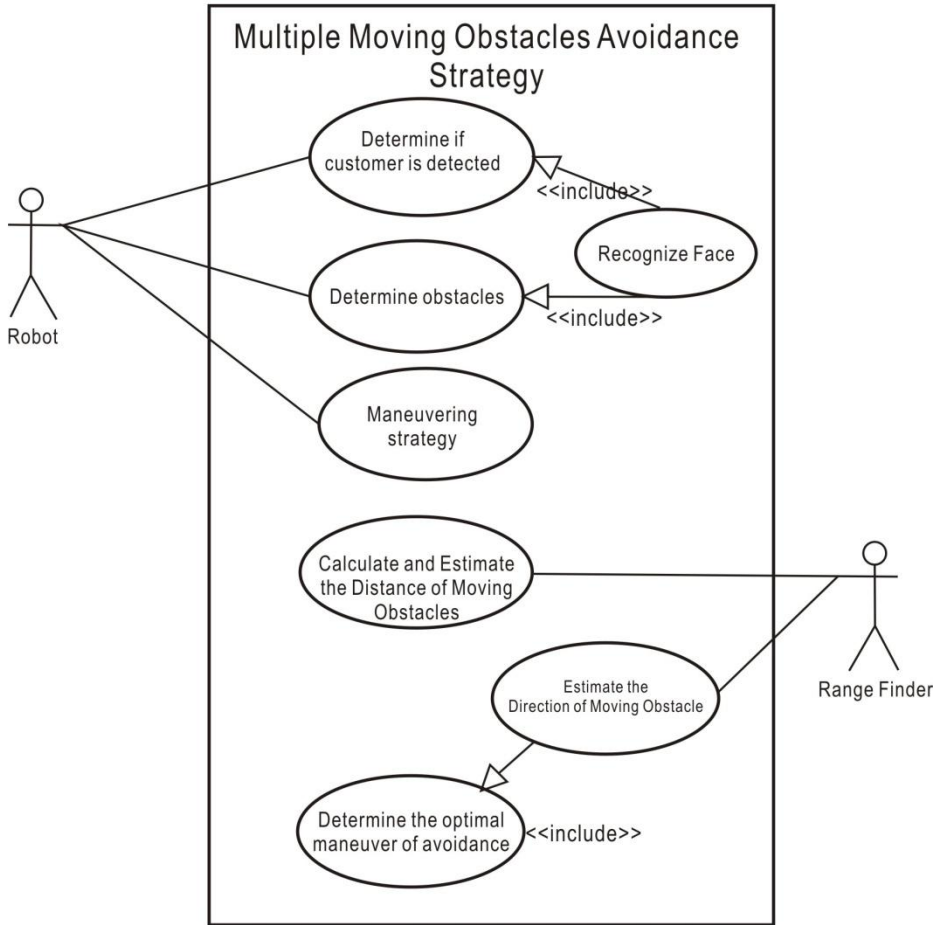 Multiple Moving Obstacles Avoidance
Strategy
Determine if
customer is detected
<<include>>
Recognize Face
Determine obstacles
<<include>>
Robot
Maneuvering
strategy
Calculate and Estimate
the Distance of Moving
Obstacles
Estimate the
Direction of Moving Obstacle
Range Finder
Determine the optimal
maneuver of avoidance
<<include>>